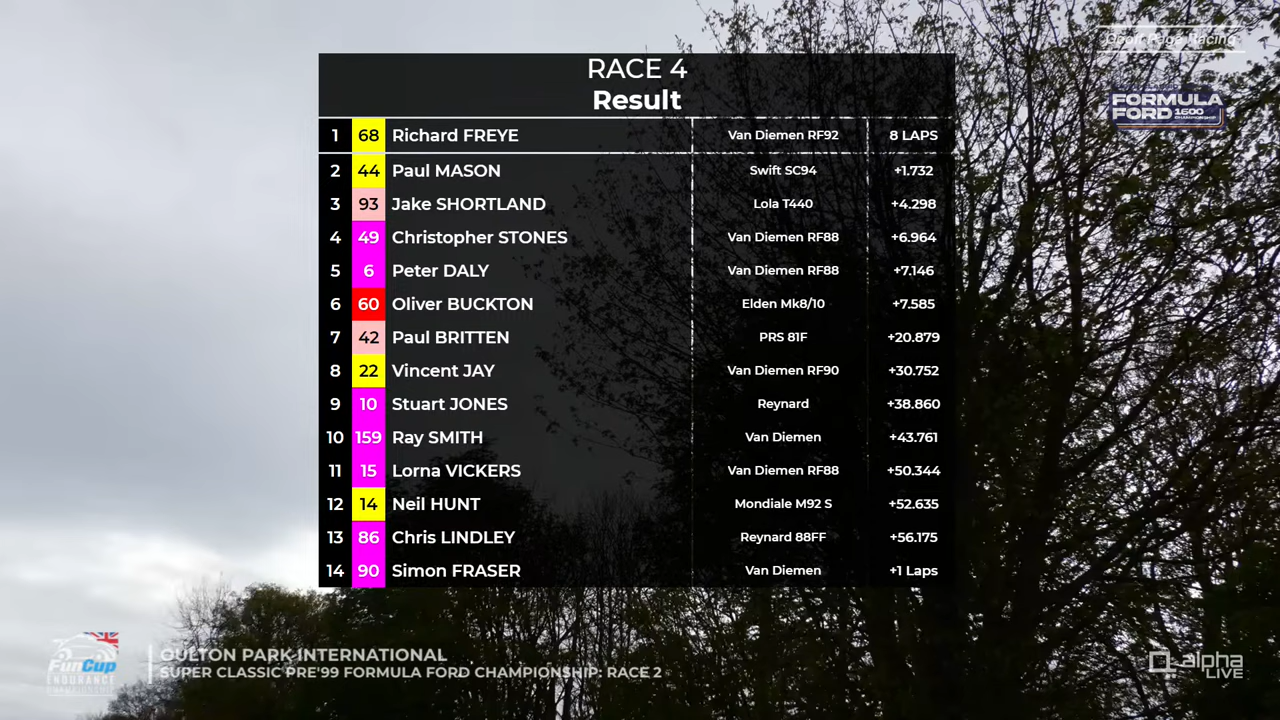 Geoff Page Racing
RACE 4
Result
FORMULA
FORD 1600
CHAMPIONSHIP
1 68 Richard FREYE Van Diemen RF92 8 LAPS
2 44 Paul MASON Swift SC94 +1.732
3 93 Jake SHORTLAND Lola T440 +4.298
4 49 Christopher STONES Van Diemen RF88 +6.964
5 6 Peter DALY Van Diemen RF88 +7.146
6 60 Oliver BUCKTON Elden Mk8/10 +7.585
7 42 Paul BRITTEN PRS 81F +20.879
8 22 Vincent JAY Van Diemen RF90 +30.752
9 10 Stuart JONES Reynard +38.860
10 159 Ray SMITH Van Diemen +43.761
11 15 Lorna VICKERS Van Diemen RF88 +50.344
12 14 Neil HUNT Mondiale M92 S +52.635
13 86 Chris LINDLEY Reynard 88FF +56.175
14 90 Simon FRASER Van Diemen +1 Laps
FunCup
ENDURANCE
CHAMPIONSHIP
OULTON PARK INTERNATIONAL
SUPER CLASSIC PRE'99 FORMULA FORD CHAMPIONSHIP: RACE 2
alpha
LIVE